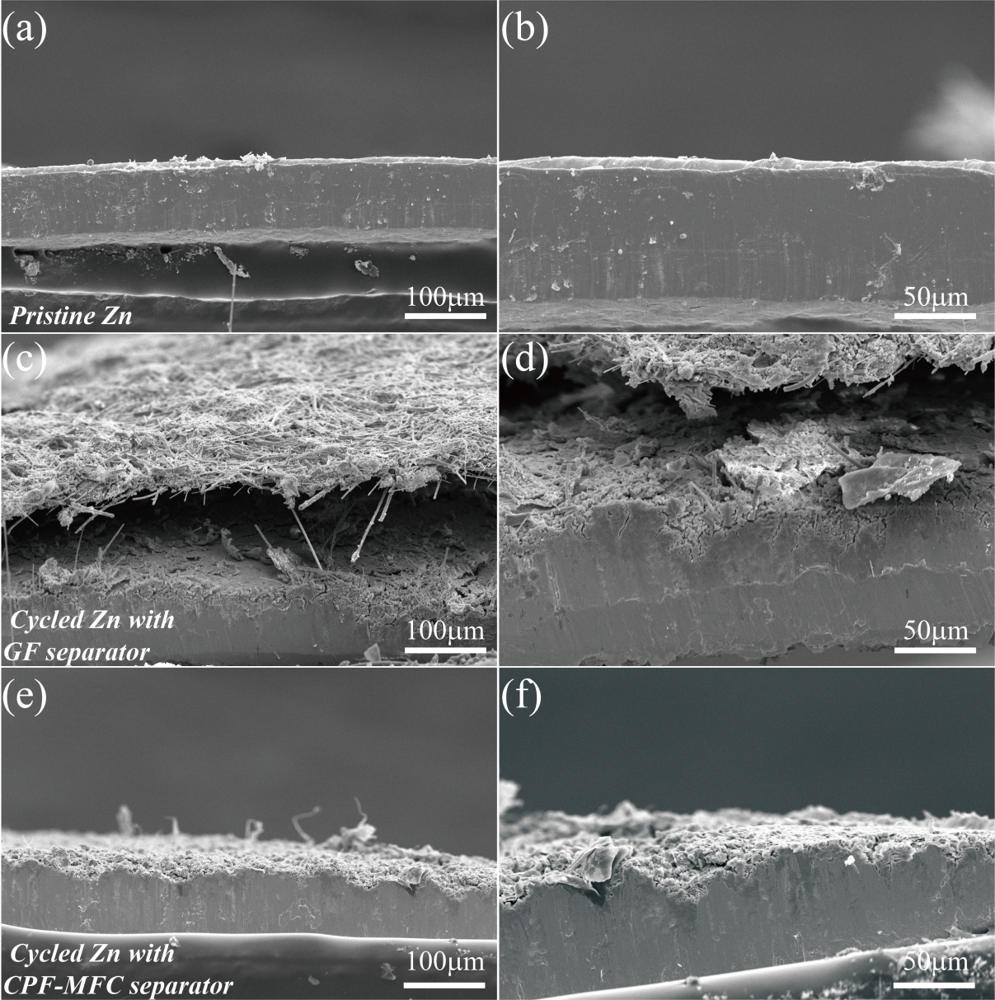 (a)
(b)
100μm
50μm
Pristine Zn
(c)
(d)
Cycled Zn with
GF separator
100μm
50μm
(e)
(f)
Cycled Zn with
CPF-MFC separator
100μm
50μm